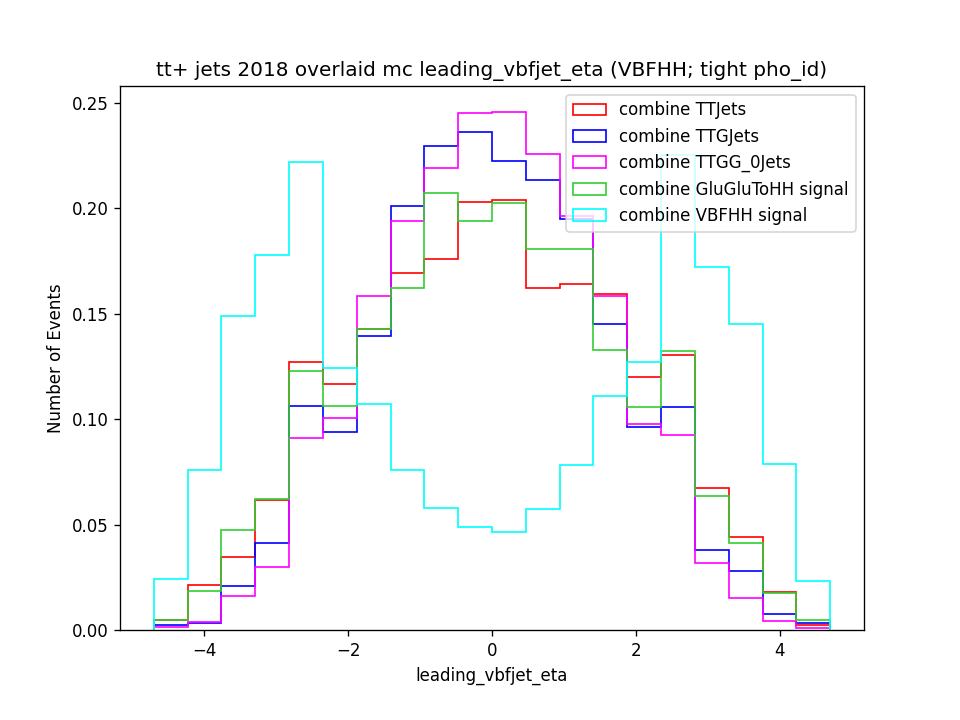 tt+ jets 2018 overlaid mc leading_vbfjet_eta (VBFHH; tight pho_id)
combine TTJets
combine TTGJets
combine TTGG_0Jets
combine GluGluToHH signal
combine VBFHH signal
Number of Events
0.25
0.20
0.15
0.10
0.05
0.00
−4 −2 0 2 4
leading_vbfjet_eta